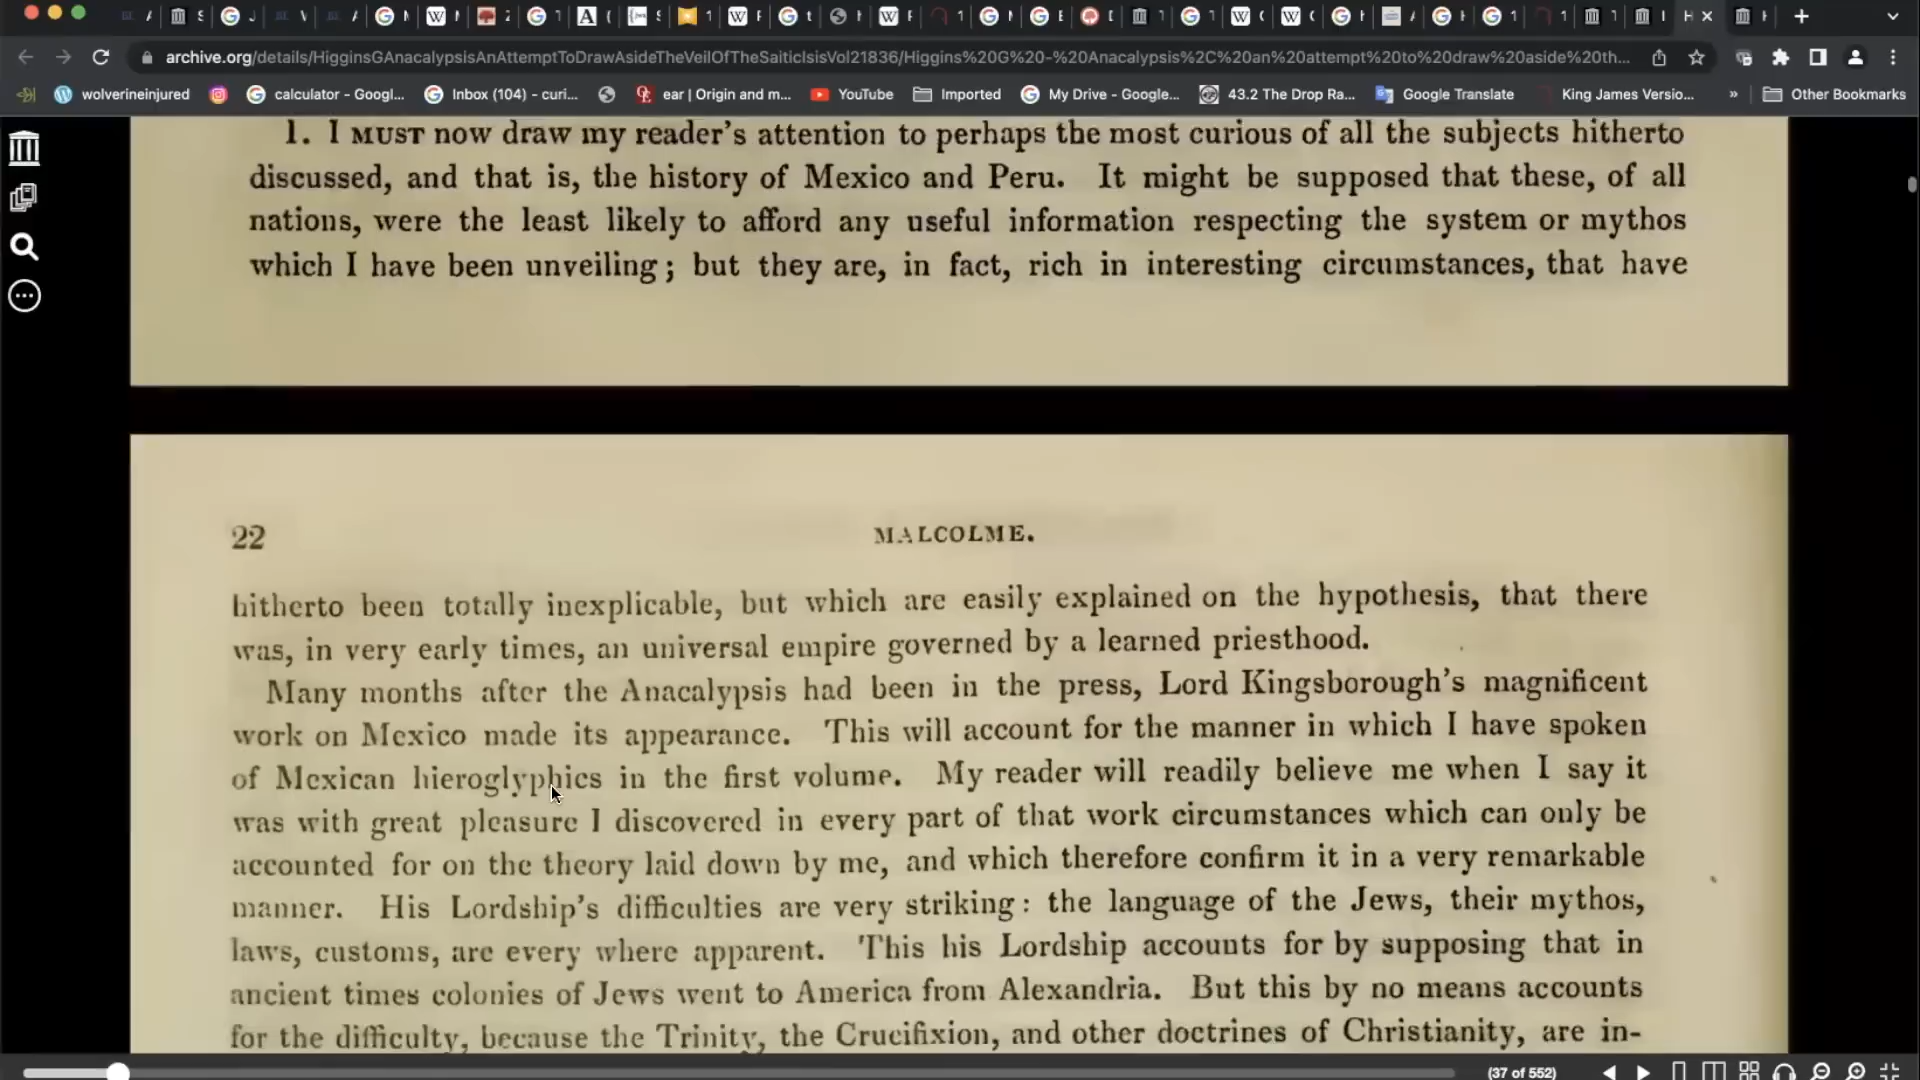 archive.org/details/HigginsGAnacalypsisAnAttemptToDrawAsideTheVeilOfTheSaiticIsisVol21836/Higgins%20G%20-%20Anacalypsis%2C%20an%20attempt%20to%20draw%20aside%20th...
wolverineinjured calculator - Googl... Inbox (104) - curi... ear | Origin and m... YouTube Imported My Drive - Google... 43.2 The Drop Ra... Google Translate King James Versio... » Other Bookmarks
1. I MUST now draw my reader's attention to perhaps the most curious of all the subjects hitherto
discussed, and that is, the history of Mexico and Peru. It might be supposed that these, of all
nations, were the least likely to afford any useful information respecting the system or mythos
which I have been unveiling; but they are, in fact, rich in interesting circumstances, that have
22 MALCOLME.
hitherto been totally inexplicable, but which are easily explained on the hypothesis, that there
was, in very early times, an universal empire governed by a learned priesthood.
Many months after the Anacalypsis had been in the press, Lord Kingsborough's magnificent
work on Mexico made its appearance. This will account for the manner in which I have spoken
of Mexican hieroglyphics in the first volume. My reader will readily believe me when I say it
was with great pleasure I discovered in every part of that work circumstances which can only be
accounted for on the theory laid down by me, and which therefore confirm it in a very remarkable
manner. His Lordship's difficulties are very striking: the language of the Jews, their mythos,
laws, customs, are every where apparent. This his Lordship accounts for by supposing that in
ancient times colonies of Jews went to America from Alexandria. But this by no means accounts
for the difficulty, because the Trinity, the Crucifixion, and other doctrines of Christianity, are in-
(37 of 552)